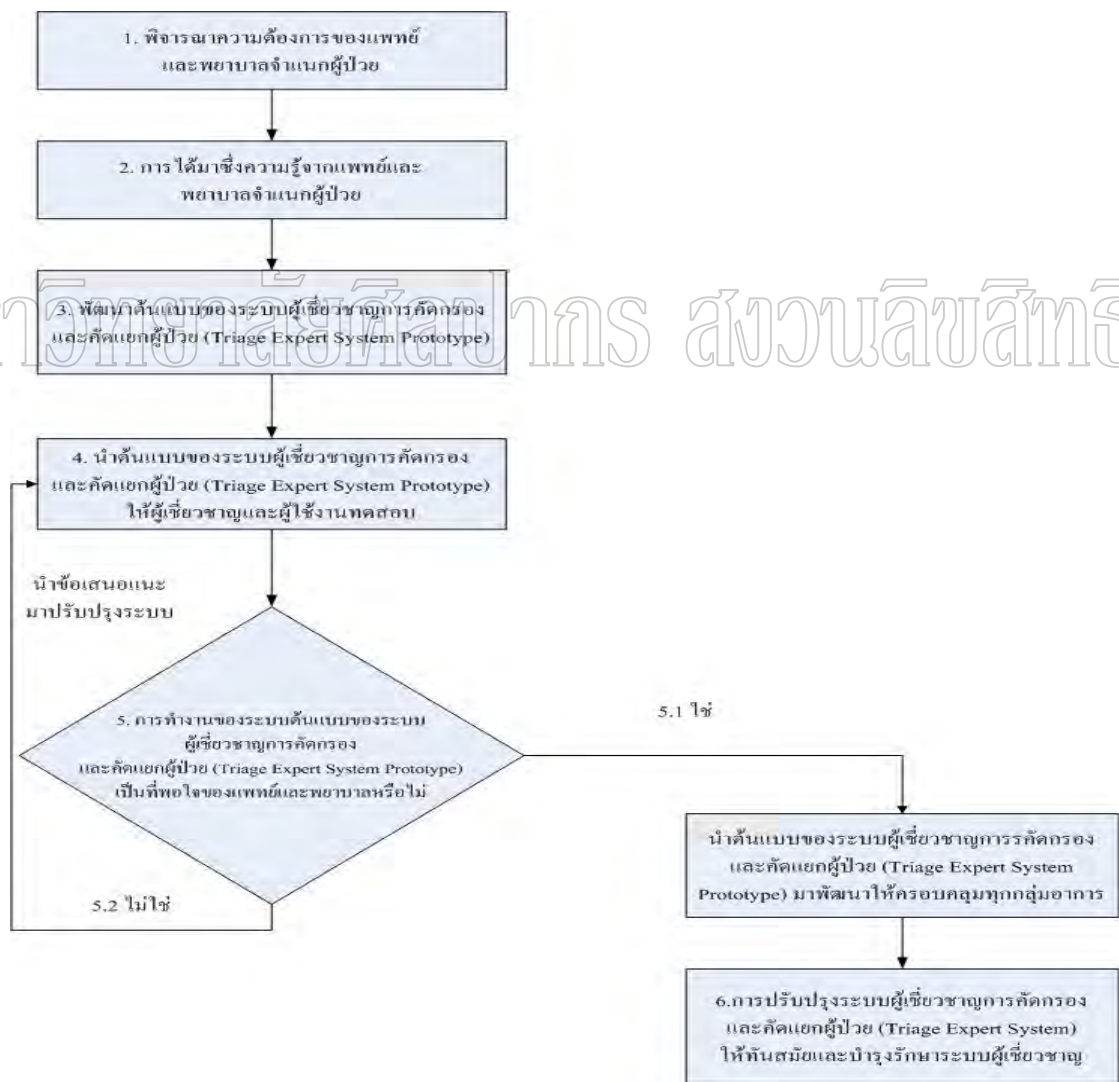 1. พิจารณาความต้องการของแพทย์
และพยาบาลจำแนกผู้ป่วย
2. การได้มาซึ่งความรู้จากแพทย์และ
พยาบาลจำแนกผู้ป่วย
3. พัฒนาต้นแบบของระบบผู้เชี่ยวชาญการคัดกรอง
และคัดแยกผู้ป่วย (Triage Expert System Prototype)
าวิทยาลัยศิลปากร สงวนลิขสิทธิ
4. นำต้นแบบของระบบผู้เชี่ยวชาญการคัดกรอง
และคัดแยกผู้ป่วย (Triage Expert System Prototype)
ให้ผู้เชี่ยวชาญและผู้ใช้งานทดสอบ
นำข้อเสนอแนะ
มาปรับปรุงระบบ
5. การทำงานของระบบต้นแบบของระบบ
ผู้เชี่ยวชาญการคัดกรอง
และคัดแยกผู้ป่วย (Triage Expert System Prototype)
เป็นที่พอใจของแพทย์และพยาบาลหรือไม่
5.1 ใช่
5.2 ไม่ใช่
นำต้นแบบของระบบผู้เชี่ยวชาญการรคัดกรอง
และคัดแยกผู้ป่วย (Triage Expert System
Prototype) มาพัฒนาให้ครอบคลุมทุกกลุ่มอาการ
6.การปรับปรุงระบบผู้เชี่ยวชาญการคัดกรอง
และคัดแยกผู้ป่วย (Triage Expert System)
ให้ทันสมัยและบำรุงรักษาระบบผู้เชี่ยวชาญ